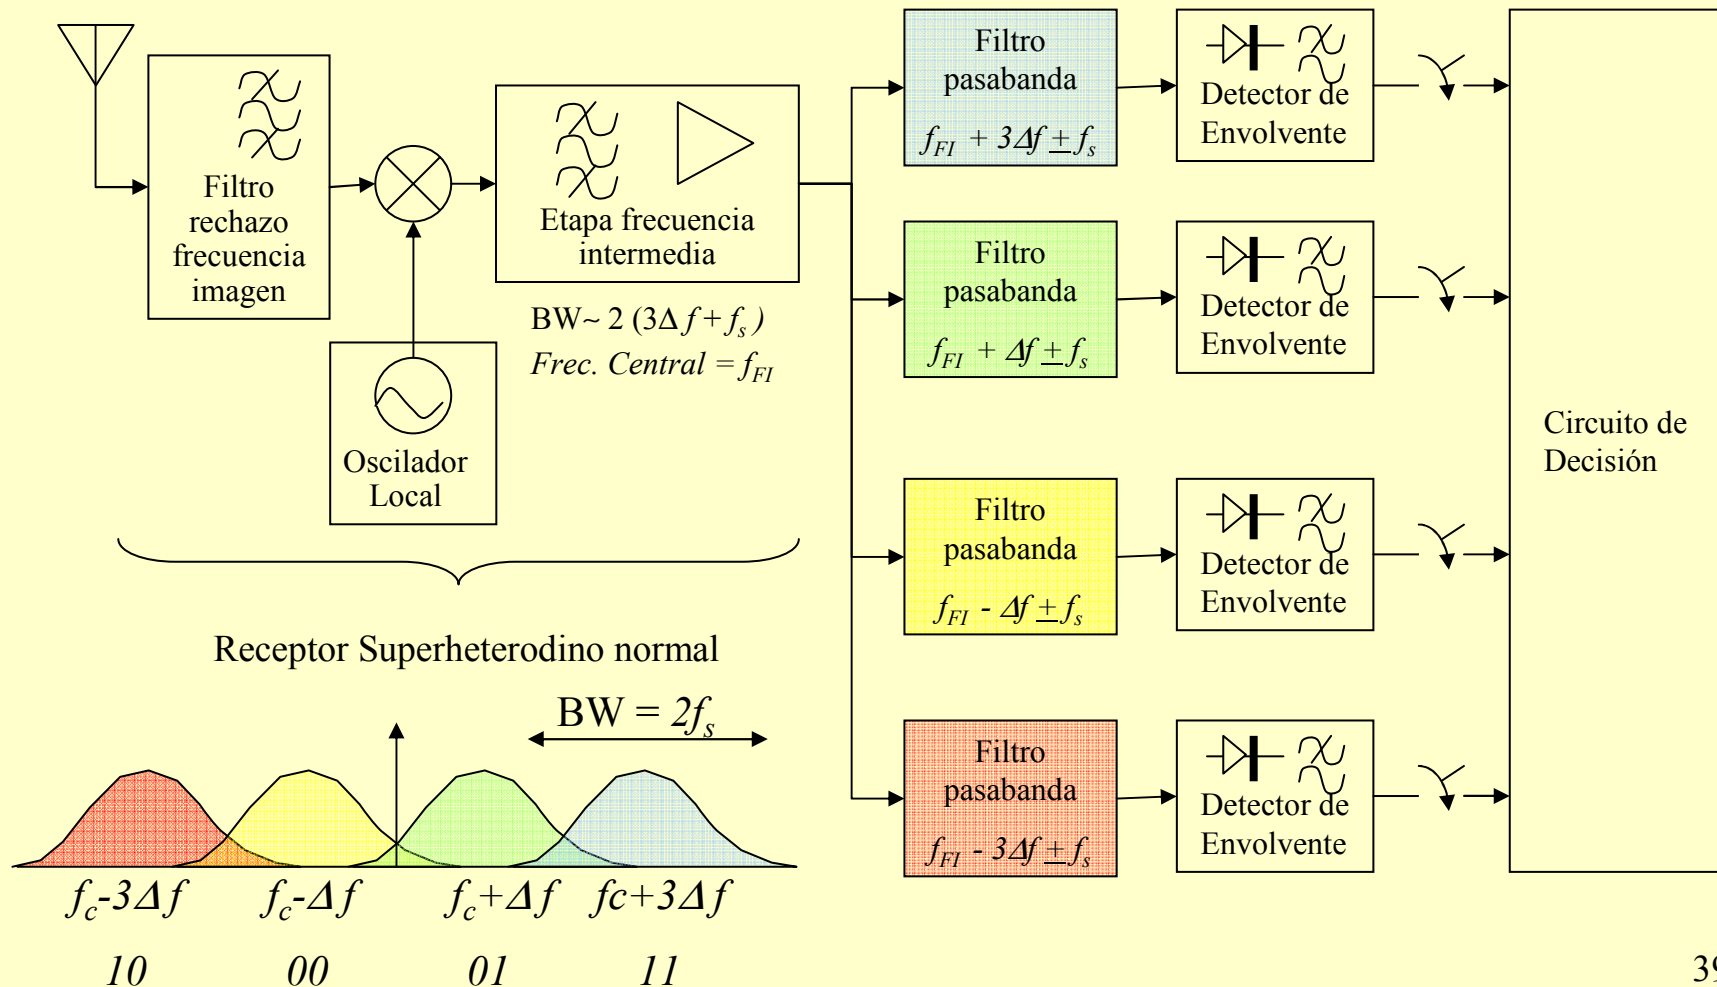 Filtro
rechazo
frecuencia
imagen
Oscilador
Local
Etapa frecuencia
intermedia
BW~ 2 (3Δf + fs)
Frec. Central = fFI
Receptor Superheterodino normal
Filtro
pasabanda
fFI + 3Δf ± fs
Detector de
Envolvente
Filtro
pasabanda
fFI + Δf ± fs
Detector de
Envolvente
Filtro
pasabanda
fFI - Δf ± fs
Detector de
Envolvente
Filtro
pasabanda
fFI - 3Δf ± fs
Detector de
Envolvente
Circuito de
Decisión
BW = 2fs
fc-3Δf fc-Δf fc+Δf fc+3Δf
10 00 01 11
39